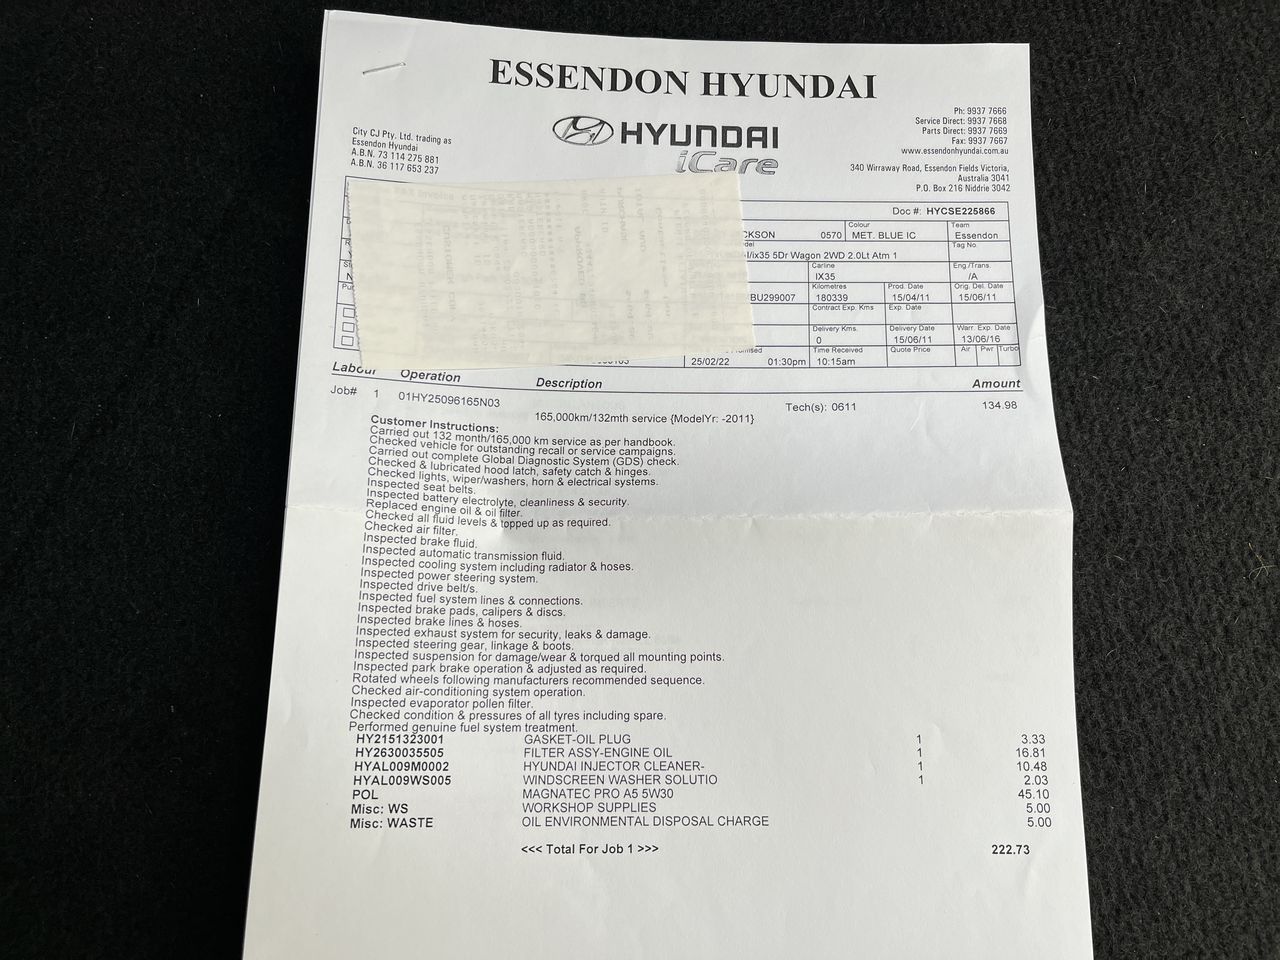 ESSENDON HYUNDAI
HYUNDAI
iCare
City CJ Pty. Ltd. trading as
Essendon Hyundai
A.B.N. 73 114 275 881
A.B.N. 36 117 653 237
Ph: 9937 7666
Service Direct: 9937 7668
Parts Direct: 9937 7669
Fax: 9937 7667
www.essendonhyundai.com.au
340 Wirraway Road, Essendon Fields Victoria,
Australia 3041
P.O. Box 216 Niddrie 3042
Doc #: HYCSE225866
Colour Team
CKSON 0570 MET. BLUE IC Essendon
Tag No.
/ix35 5Dr Wagon 2WD 2.0Lt Atm 1
Carline Eng./Trans.
IX35 /A
Kilometres Prod. Date Orig. Del. Date
BU299007 180339 15/04/11 15/06/11
Contract Exp. Kms Exp. Date
Delivery Kms. Delivery Date Warr. Exp. Date
0 15/06/11 13/06/16
Time Received Quote Price Air Pwr Turbo
25/02/22 01:30pm 10:15am
Labour Operation Description Amount
Job# 1 01HY25096165N03 Tech(s): 0611 134.98
165,000km/132mth service {ModelYr: -2011}
Customer Instructions:
Carried out 132 month/165,000 km service as per handbook.
Checked vehicle for outstanding recall or service campaigns.
Carried out complete Global Diagnostic System (GDS) check.
Checked & lubricated hood latch, safety catch & hinges.
Checked lights, wiper/washers, horn & electrical systems.
Inspected seat belts.
Inspected battery electrolyte, cleanliness & security.
Replaced engine oil & oil filter.
Checked all fluid levels & topped up as required.
Checked air filter.
Inspected brake fluid.
Inspected automatic transmission fluid.
Inspected cooling system including radiator & hoses.
Inspected power steering system.
Inspected drive belt/s.
Inspected fuel system lines & connections.
Inspected brake pads, calipers & discs.
Inspected brake lines & hoses.
Inspected exhaust system for security, leaks & damage.
Inspected steering gear, linkage & boots.
Inspected suspension for damage/wear & torqued all mounting points.
Inspected park brake operation & adjusted as required.
Rotated wheels following manufacturers recommended sequence.
Checked air-conditioning system operation.
Inspected evaporator pollen filter.
Checked condition & pressures of all tyres including spare.
Performed genuine fuel system treatment.
HY2151323001 GASKET-OIL PLUG 1 3.33
HY2630035505 FILTER ASSY-ENGINE OIL 1 16.81
HYAL009M0002 HYUNDAI INJECTOR CLEANER- 1 10.48
HYAL009WS005 WINDSCREEN WASHER SOLUTIO 1 2.03
POL MAGNATEC PRO A5 5W30 45.10
Misc: WS WORKSHOP SUPPLIES 5.00
Misc: WASTE OIL ENVIRONMENTAL DISPOSAL CHARGE 5.00
<<< Total For Job 1 >>> 222.73